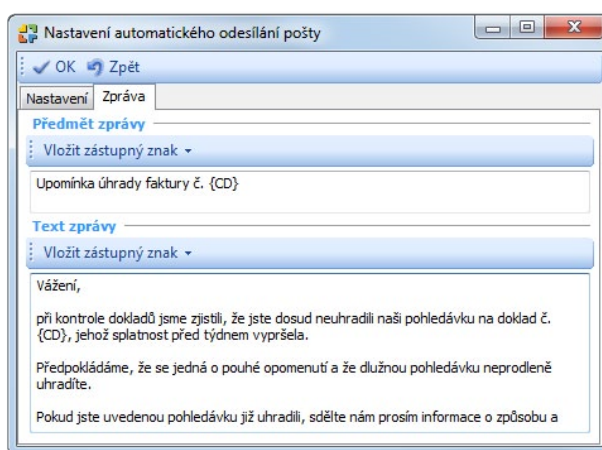 Nastavení automatického odesílání pošty
OK Zpět
Nastavení Zpráva
Předmět zprávy
Vložit zástupný znak
Upomínka úhrady faktury č. {CD}
Text zprávy
Vložit zástupný znak
Vážení,
při kontrole dokladů jsme zjistili, že jste dosud neuhradili naši pohledávku na doklad č.
{CD}, jehož splatnost před týdnem vypršela.
Předpokládáme, že se jedná o pouhé opomenutí a že dlužnou pohledávku neprodleně
uhradíte.
Pokud jste uvedenou pohledávku již uhradili, sdělte nám prosím informace o způsobu a